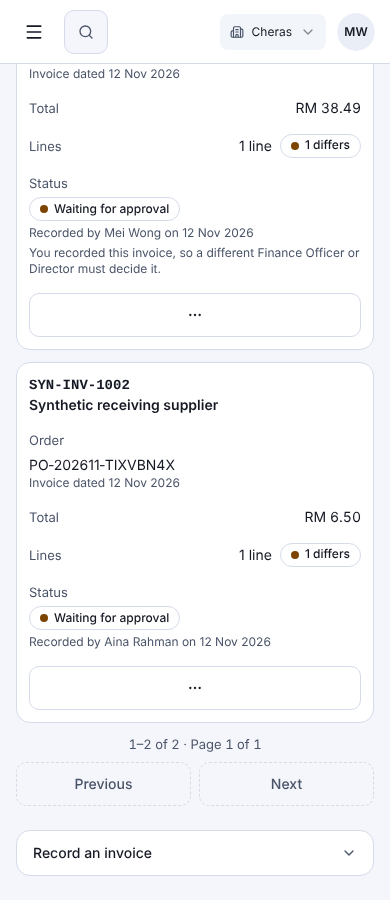 Cheras
MW
Invoice dated 12 Nov 2026
Total RM 38.49
Lines 1 line 1 differs
Status
Waiting for approval
Recorded by Mei Wong on 12 Nov 2026
You recorded this invoice, so a different Finance Officer or
Director must decide it.
...
SYN-INV-1002
Synthetic receiving supplier
Order
PO-202611-TIXVBN4X
Invoice dated 12 Nov 2026
Total RM 6.50
Lines 1 line 1 differs
Status
Waiting for approval
Recorded by Aina Rahman on 12 Nov 2026
...
1–2 of 2 · Page 1 of 1
Previous Next
Record an invoice